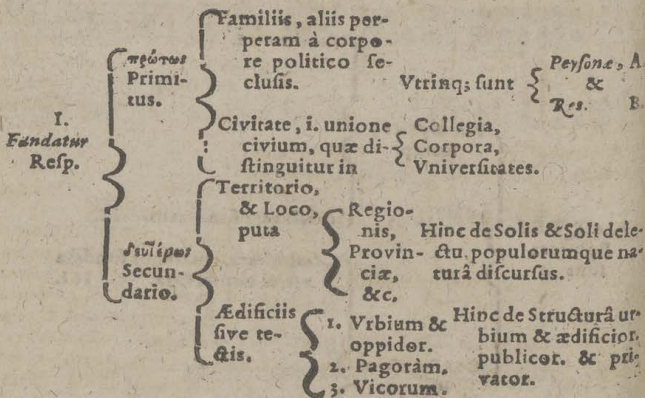 I.
Fundatur
Resp.
πρώτως
Primi-
tus.
Familiis, aliis per-
peram à corpo-
re politico se-
clusis.
Vtrinq; sunt
Personæ, A.
&
Res. B.
Civitate, i. unione
civium, quæ di-
stinguitur in
Collegia,
Corpora,
Vniversitates.
δευτέρως
Secun-
dario.
Territorio,
& Loco,
puta
Regio-
nis,
Provin-
ciæ,
&c.
Hinc de Solis & Soli dele-
ctu, populorumque na-
turâ discursus.
Ædificiis
sive te-
ctis.
1. Vrbium &
oppidor.
2. Pagoràm.
3. Vicorum.
Hinc de Structurâ ur-
bium & ædificior.
publicor. & pri-
vator.